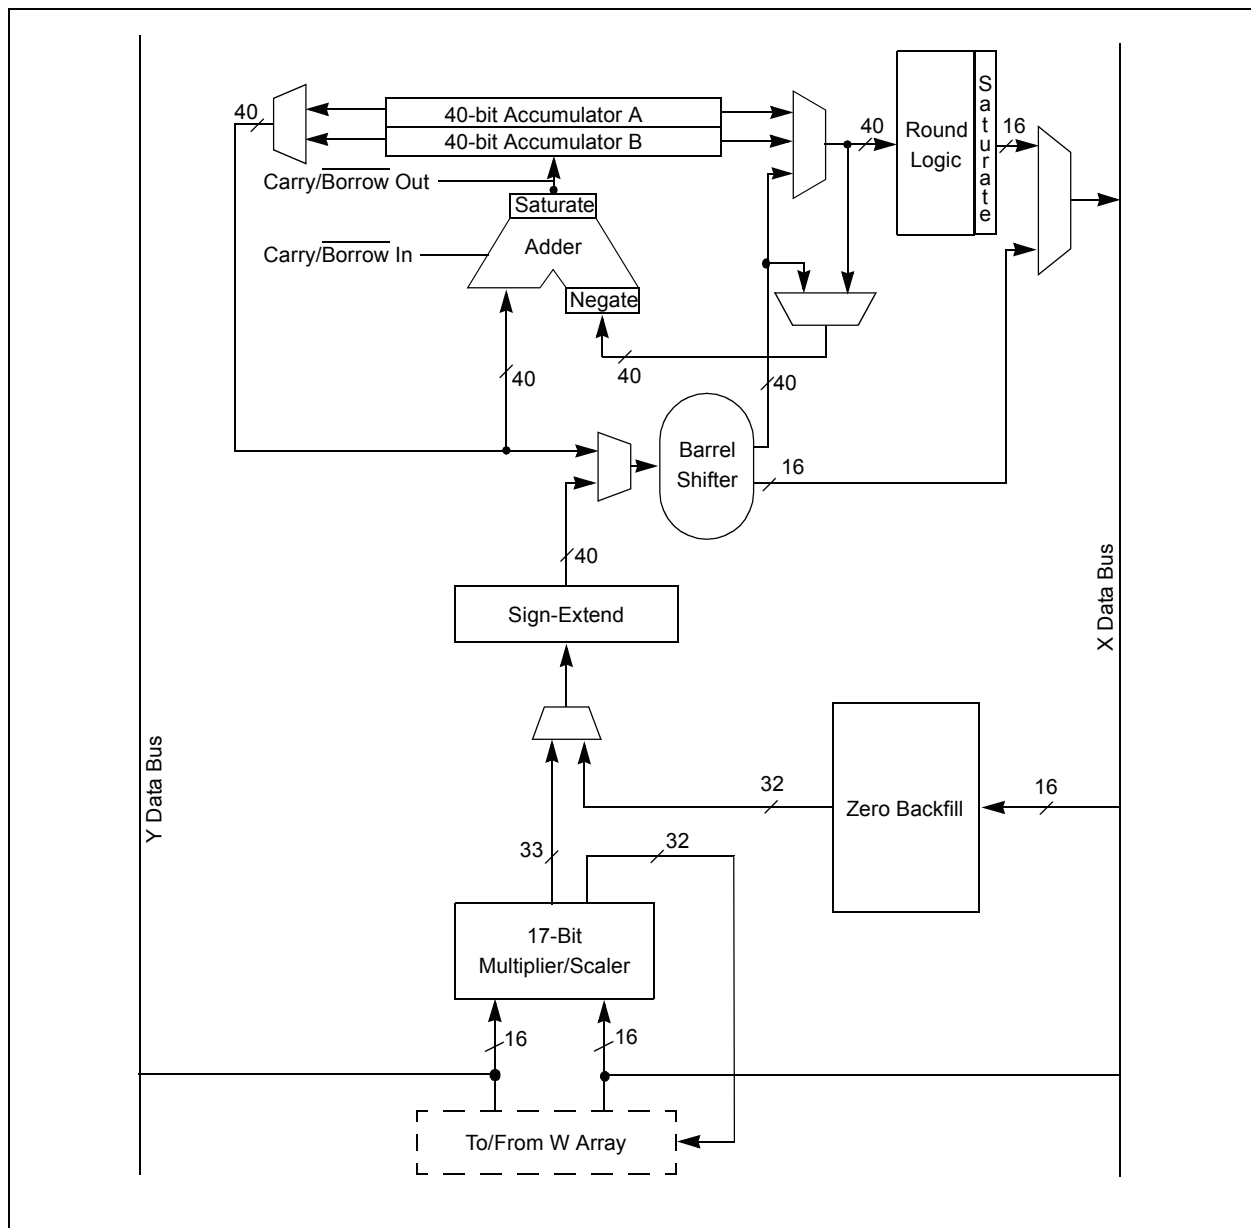 40-bit Accumulator A
40-bit Accumulator B
40
40
Round
Logic
Saturate
16
Carry/Borrow Out
Saturate
Carry/Borrow In
Adder
Negate
40
40
40
Barrel
Shifter
16
40
Sign-Extend
X Data Bus
Y Data Bus
32
16
Zero Backfill
33
32
17-Bit
Multiplier/Scaler
16
16
To/From W Array